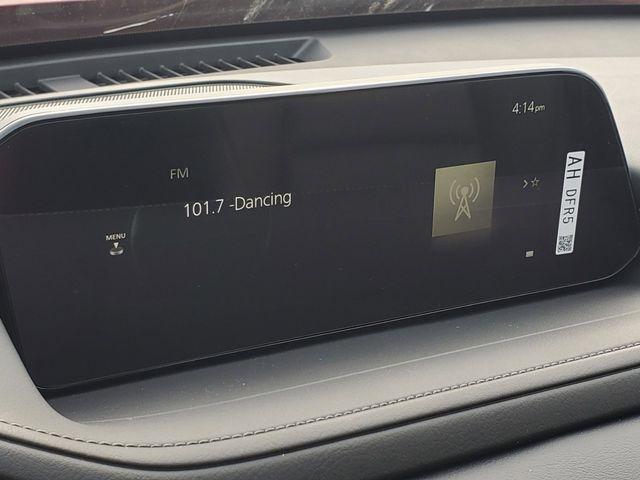 4:14pm
FM
101.7 -Dancing
MENU
AH DFR5